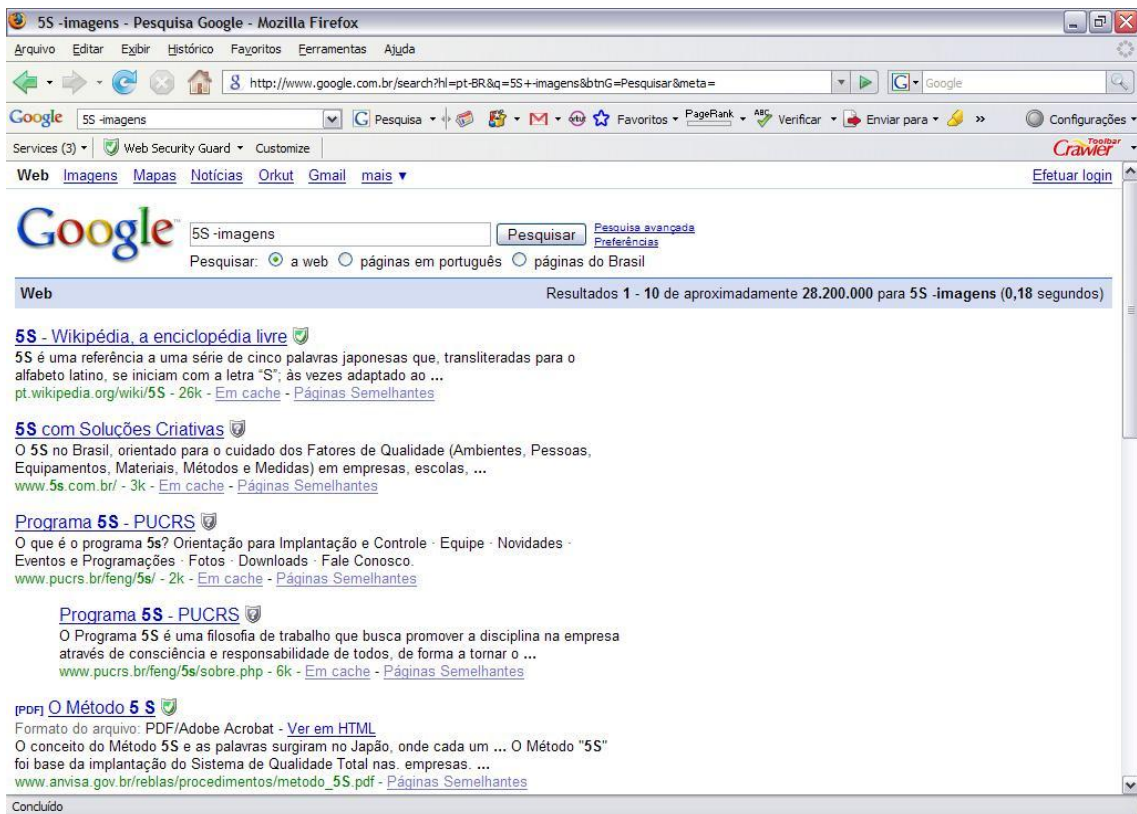 5S -imagens - Pesquisa Google - Mozilla Firefox
Arquivo Editar Exibir Histórico Favoritos Ferramentas Ajuda
http://www.google.com.br/search?hl=pt-BR&q=5S+-imagens&btnG=Pesquisar&meta= G Google
Google 5S -imagens G Pesquisa Favoritos PageRank ABC Verificar Enviar para » Configurações
Services (3) Web Security Guard Customize Crawler Toolbar
Web Imagens Mapas Notícias Orkut Gmail mais ▼ Efetuar login
Google™ 5S -imagens Pesquisar Pesquisa avançada
Preferências
Pesquisar: a web páginas em português páginas do Brasil
Web Resultados 1 - 10 de aproximadamente 28.200.000 para 5S -imagens (0,18 segundos)
5S - Wikipédia, a enciclopédia livre
5S é uma referência a uma série de cinco palavras japonesas que, transliteradas para o
alfabeto latino, se iniciam com a letra “S”; às vezes adaptado ao ...
pt.wikipedia.org/wiki/5S - 26k - Em cache - Páginas Semelhantes
5S com Soluções Criativas
O 5S no Brasil, orientado para o cuidado dos Fatores de Qualidade (Ambientes, Pessoas,
Equipamentos, Materiais, Métodos e Medidas) em empresas, escolas, ...
www.5s.com.br/ - 3k - Em cache - Páginas Semelhantes
Programa 5S - PUCRS
O que é o programa 5s? Orientação para Implantação e Controle · Equipe · Novidades ·
Eventos e Programações · Fotos · Downloads · Fale Conosco.
www.pucrs.br/feng/5s/ - 2k - Em cache - Páginas Semelhantes
Programa 5S - PUCRS
O Programa 5S é uma filosofia de trabalho que busca promover a disciplina na empresa
através de consciência e responsabilidade de todos, de forma a tornar o ...
www.pucrs.br/feng/5s/sobre.php - 6k - Em cache - Páginas Semelhantes
[PDF] O Método 5 S
Formato do arquivo: PDF/Adobe Acrobat - Ver em HTML
O conceito do Método 5S e as palavras surgiram no Japão, onde cada um ... O Método "5S"
foi base da implantação do Sistema de Qualidade Total nas. empresas. ...
www.anvisa.gov.br/reblas/procedimentos/metodo_5S.pdf - Páginas Semelhantes
Concluído